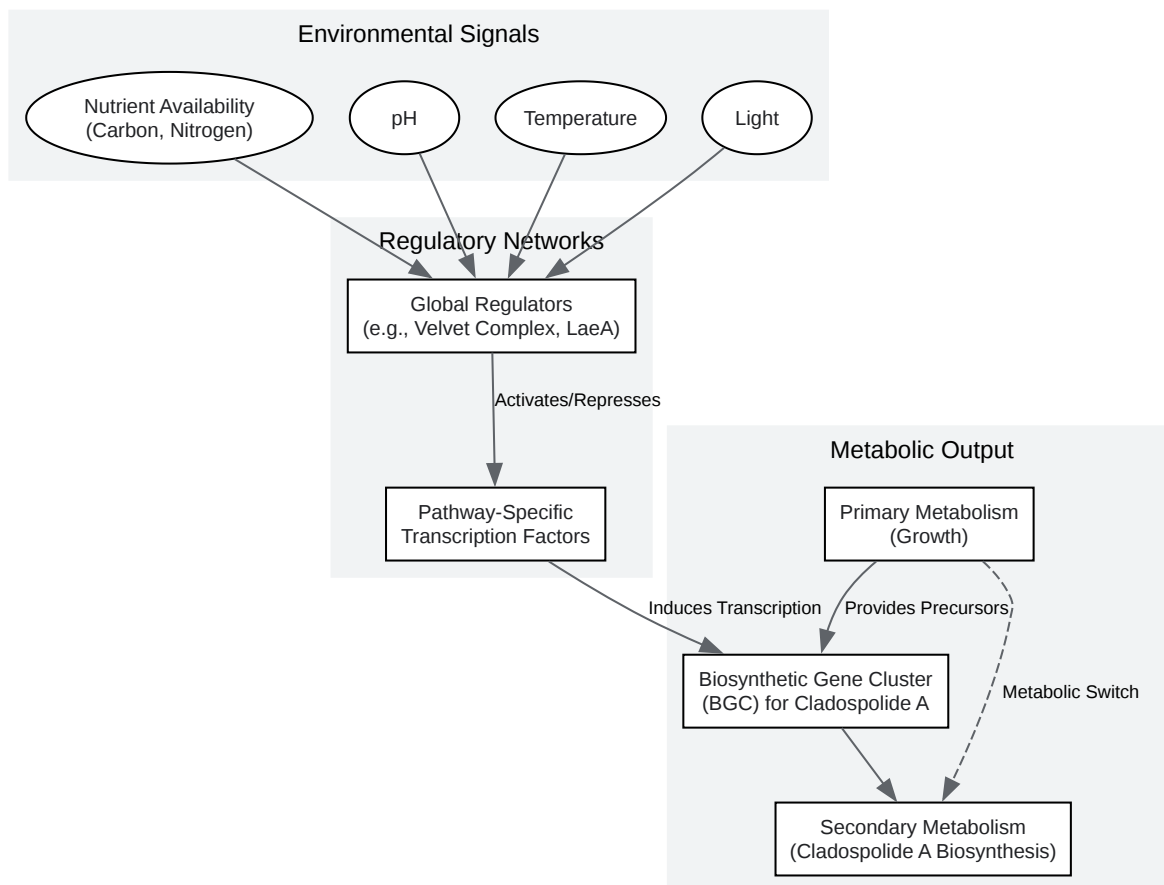 Environmental Signals
Nutrient Availability
(Carbon, Nitrogen)
pH
Temperature
Light
Regulatory Networks
Global Regulators
(e.g., Velvet Complex, LaeA)
Activates/Represses
Pathway-Specific
Transcription Factors
Metabolic Output
Primary Metabolism
(Growth)
Induces Transcription
Provides Precursors
Biosynthetic Gene Cluster
(BGC) for Cladospolide A
Metabolic Switch
Secondary Metabolism
(Cladospolide A Biosynthesis)